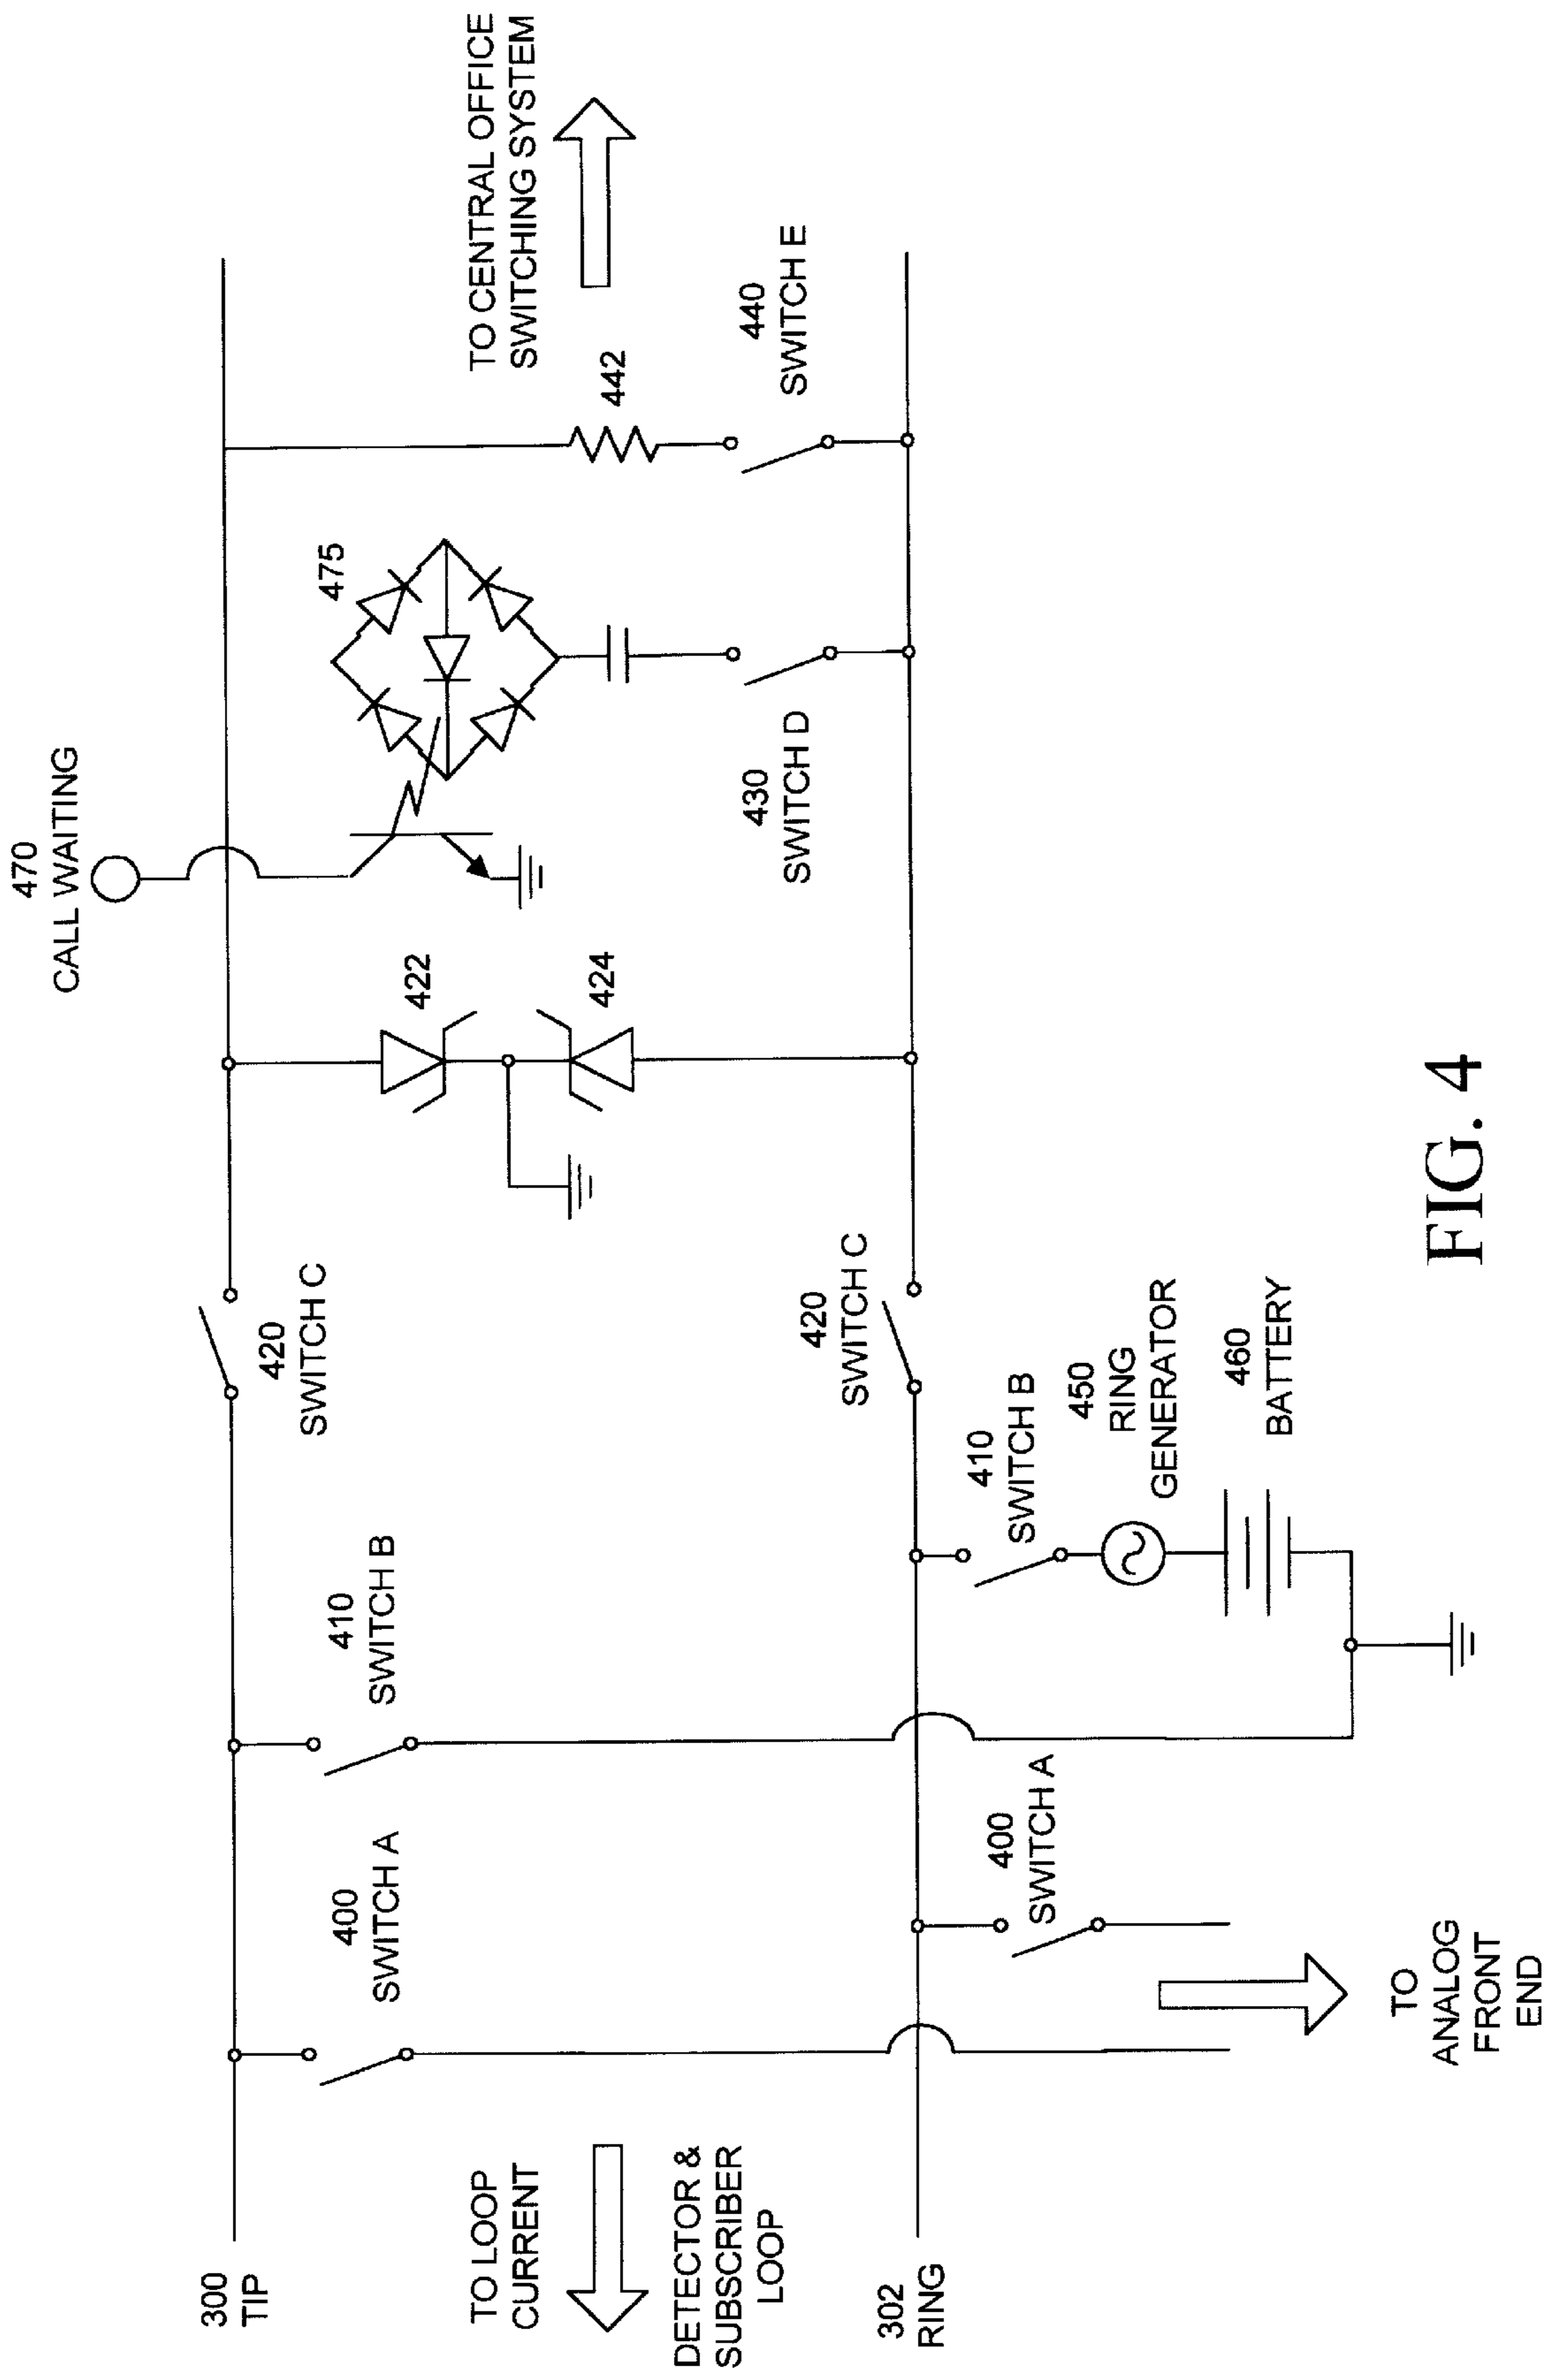 470
CALL WAITING
TO CENTRAL OFFICE
SWITCHING SYSTEM
475
442
422
424
440
SWITCH E
430
SWITCH D
420
SWITCH C
420
SWITCH C
410
SWITCH B
410
SWITCH B
450
RING
GENERATOR
460
BATTERY
400
SWITCH A
400
SWITCH A
300
TIP
TO LOOP
CURRENT
DETECTOR &
SUBSCRIBER
LOOP
302
RING
TO
ANALOG
FRONT
END
FIG. 4